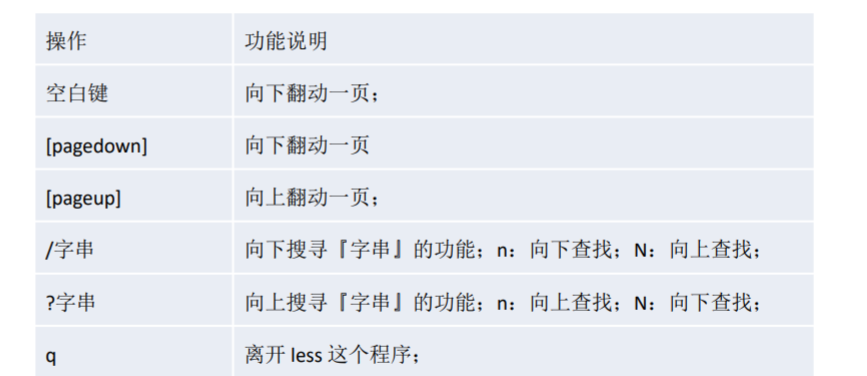 操作 功能说明
空白键 向下翻动一页；
[pagedown] 向下翻动一页
[pageup] 向上翻动一页；
/字串 向下搜寻『字串』的功能；n：向下查找；N：向上查找；
?字串 向上搜寻『字串』的功能；n：向上查找；N：向下查找；
q 离开 less 这个程序；